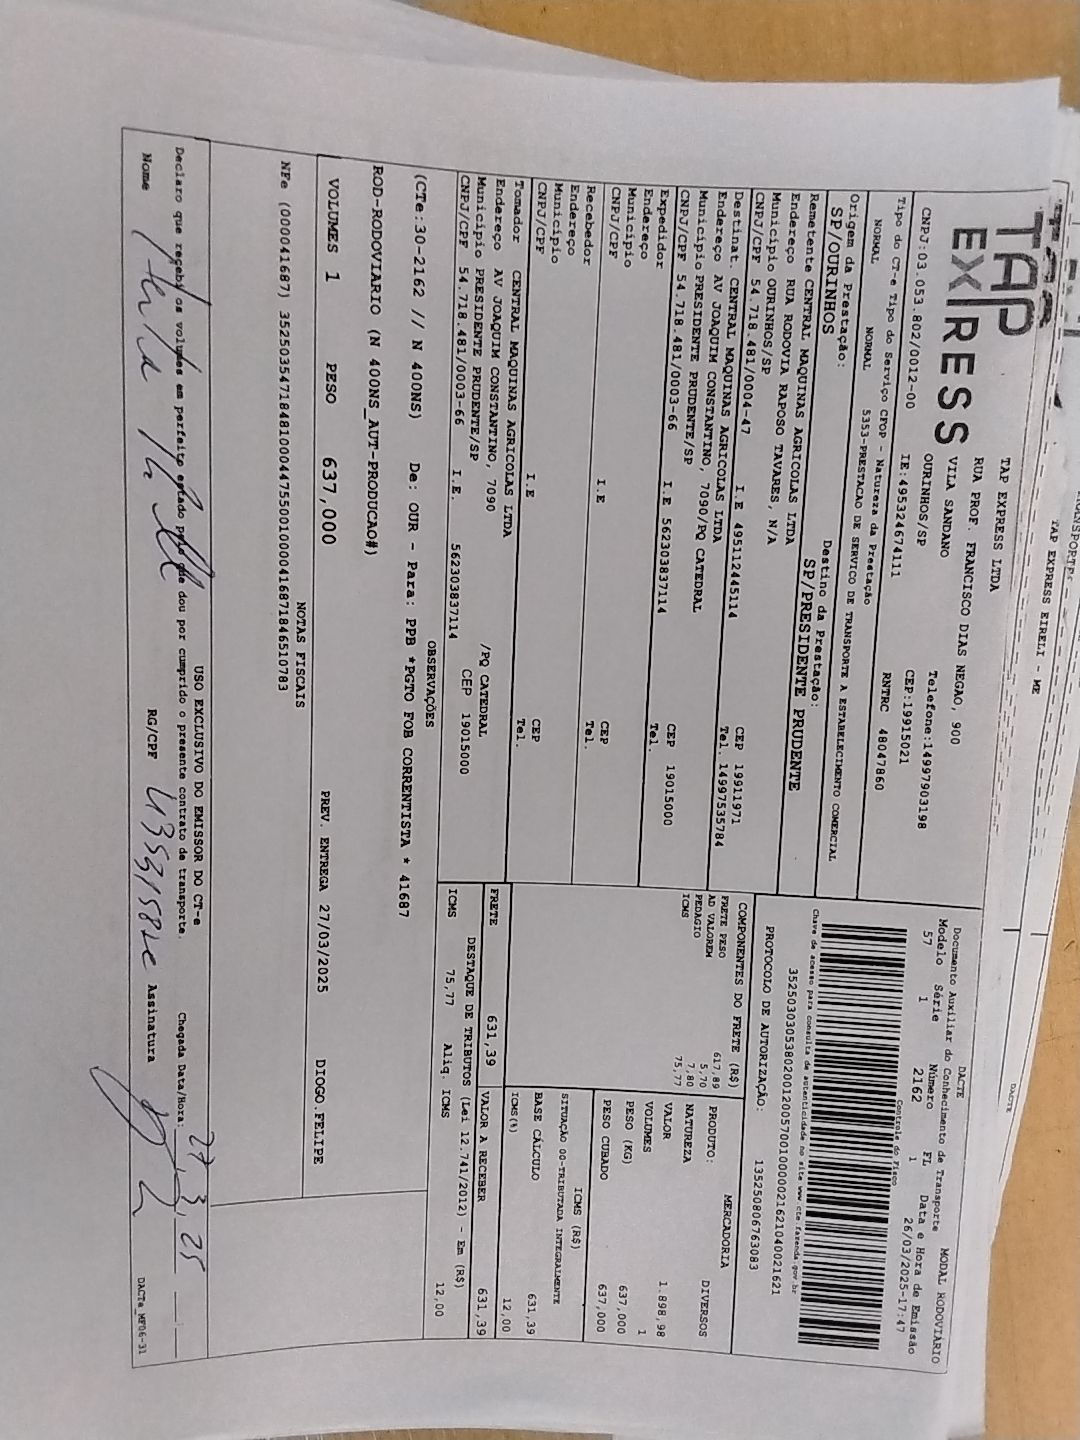 TAP EXPRESS EIRELI - ME
DACTE
TAP
EXPRESS
TAP EXPRESS LTDA
RUA PROF. FRANCISCO DIAS NEGAO, 900
VILA SANDANO
OURINHOS/SP
Telefone:14997903198
CEP:19915021
CNPJ:03.053.802/0012-00
IE:495324674111
RNTRC 48047860
DACTE
Documento Auxiliar do Conhecimento de Transporte
MODAL RODOVIÁRIO
Modelo Série Número FL Data e Hora de Emissão
57 1 2162 1 26/03/2025-17:47
Controle do Fisco
Chave de acesso para consulta de autenticidade no site www.cte.fazenda.gov.br
35250303053802001200570010000021621040021621
PROTOCOLO DE AUTORIZAÇÃO: 135250806763083
Tipo do CT-e Tipo do Serviço CFOP - Natureza da Prestação
NORMAL NORMAL 5353-PRESTACAO DE SERVICO DE TRANSPORTE A ESTABELECIMENTO COMERCIAL
Origem da Prestação: Destino da Prestação:
SP/OURINHOS SP/PRESIDENTE PRUDENTE
Remetente CENTRAL MAQUINAS AGRICOLAS LTDA
Endereço RUA RODOVIA RAPOSO TAVARES, N/A
Município OURINHOS/SP CEP 19911971
CNPJ/CPF 54.718.481/0004-47 I.E 495112445114 Tel. 14997535784
Destinat. CENTRAL MAQUINAS AGRICOLAS LTDA
Endereço AV JOAQUIM CONSTANTINO, 7090/PQ CATEDRAL
Município PRESIDENTE PRUDENTE/SP CEP 19015000
CNPJ/CPF 54.718.481/0003-66 I.E 562303837114 Tel.
Expedidor
Endereço
Município CEP
CNPJ/CPF I.E Tel.
Recebedor
Endereço
Município CEP
CNPJ/CPF I.E Tel.
Tomador CENTRAL MAQUINAS AGRICOLAS LTDA
Endereço AV JOAQUIM CONSTANTINO, 7090 /PQ CATEDRAL
Município PRESIDENTE PRUDENTE/SP CEP 19015000
CNPJ/CPF 54.718.481/0003-66 I.E. 562303837114
COMPONENTES DO FRETE (R$)
FRETE PESO 617,89
AD VALOREM 5,70
PEDAGIO 7,80
ICMS 75,77
MERCADORIA
PRODUTO: DIVERSOS
NATUREZA
VALOR 1.898,98
VOLUMES 1
PESO (KG) 637,000
PESO CUBADO 637,000
ICMS (R$)
SITUAÇÃO 00-TRIBUTADA INTEGRALMENTE
BASE CÁLCULO 631,39
ICMS(%) 12,00
FRETE 631,39 VALOR A RECEBER 631,39
DESTAQUE DE TRIBUTOS (Lei 12.741/2012) - Em (R$)
ICMS 75,77 Aliq. ICMS 12,00
OBSERVAÇÕES
(CTe:30-2162 // N 400NS) De: OUR - Para: PPB *PGTO FOB CORRENTISTA * 41687
ROD-RODOVIARIO (N 400NS_AUT-PRODUCAO#)
VOLUMES 1 PESO 637,000 PREV. ENTREGA 27/03/2025 DIOGO.FELIPE
NOTAS FISCAIS
NFe (000041687) 35250354718481000447550010000416871846510783
USO EXCLUSIVO DO EMISSOR DO CT-e
Declaro que recebi os volumes em perfeito estado pelo que dou por cumprido o presente contrato de transporte. Chegada Data/Hora: 27/3/25
Nome RG/CPF Assinatura
DACTe_MF06-31